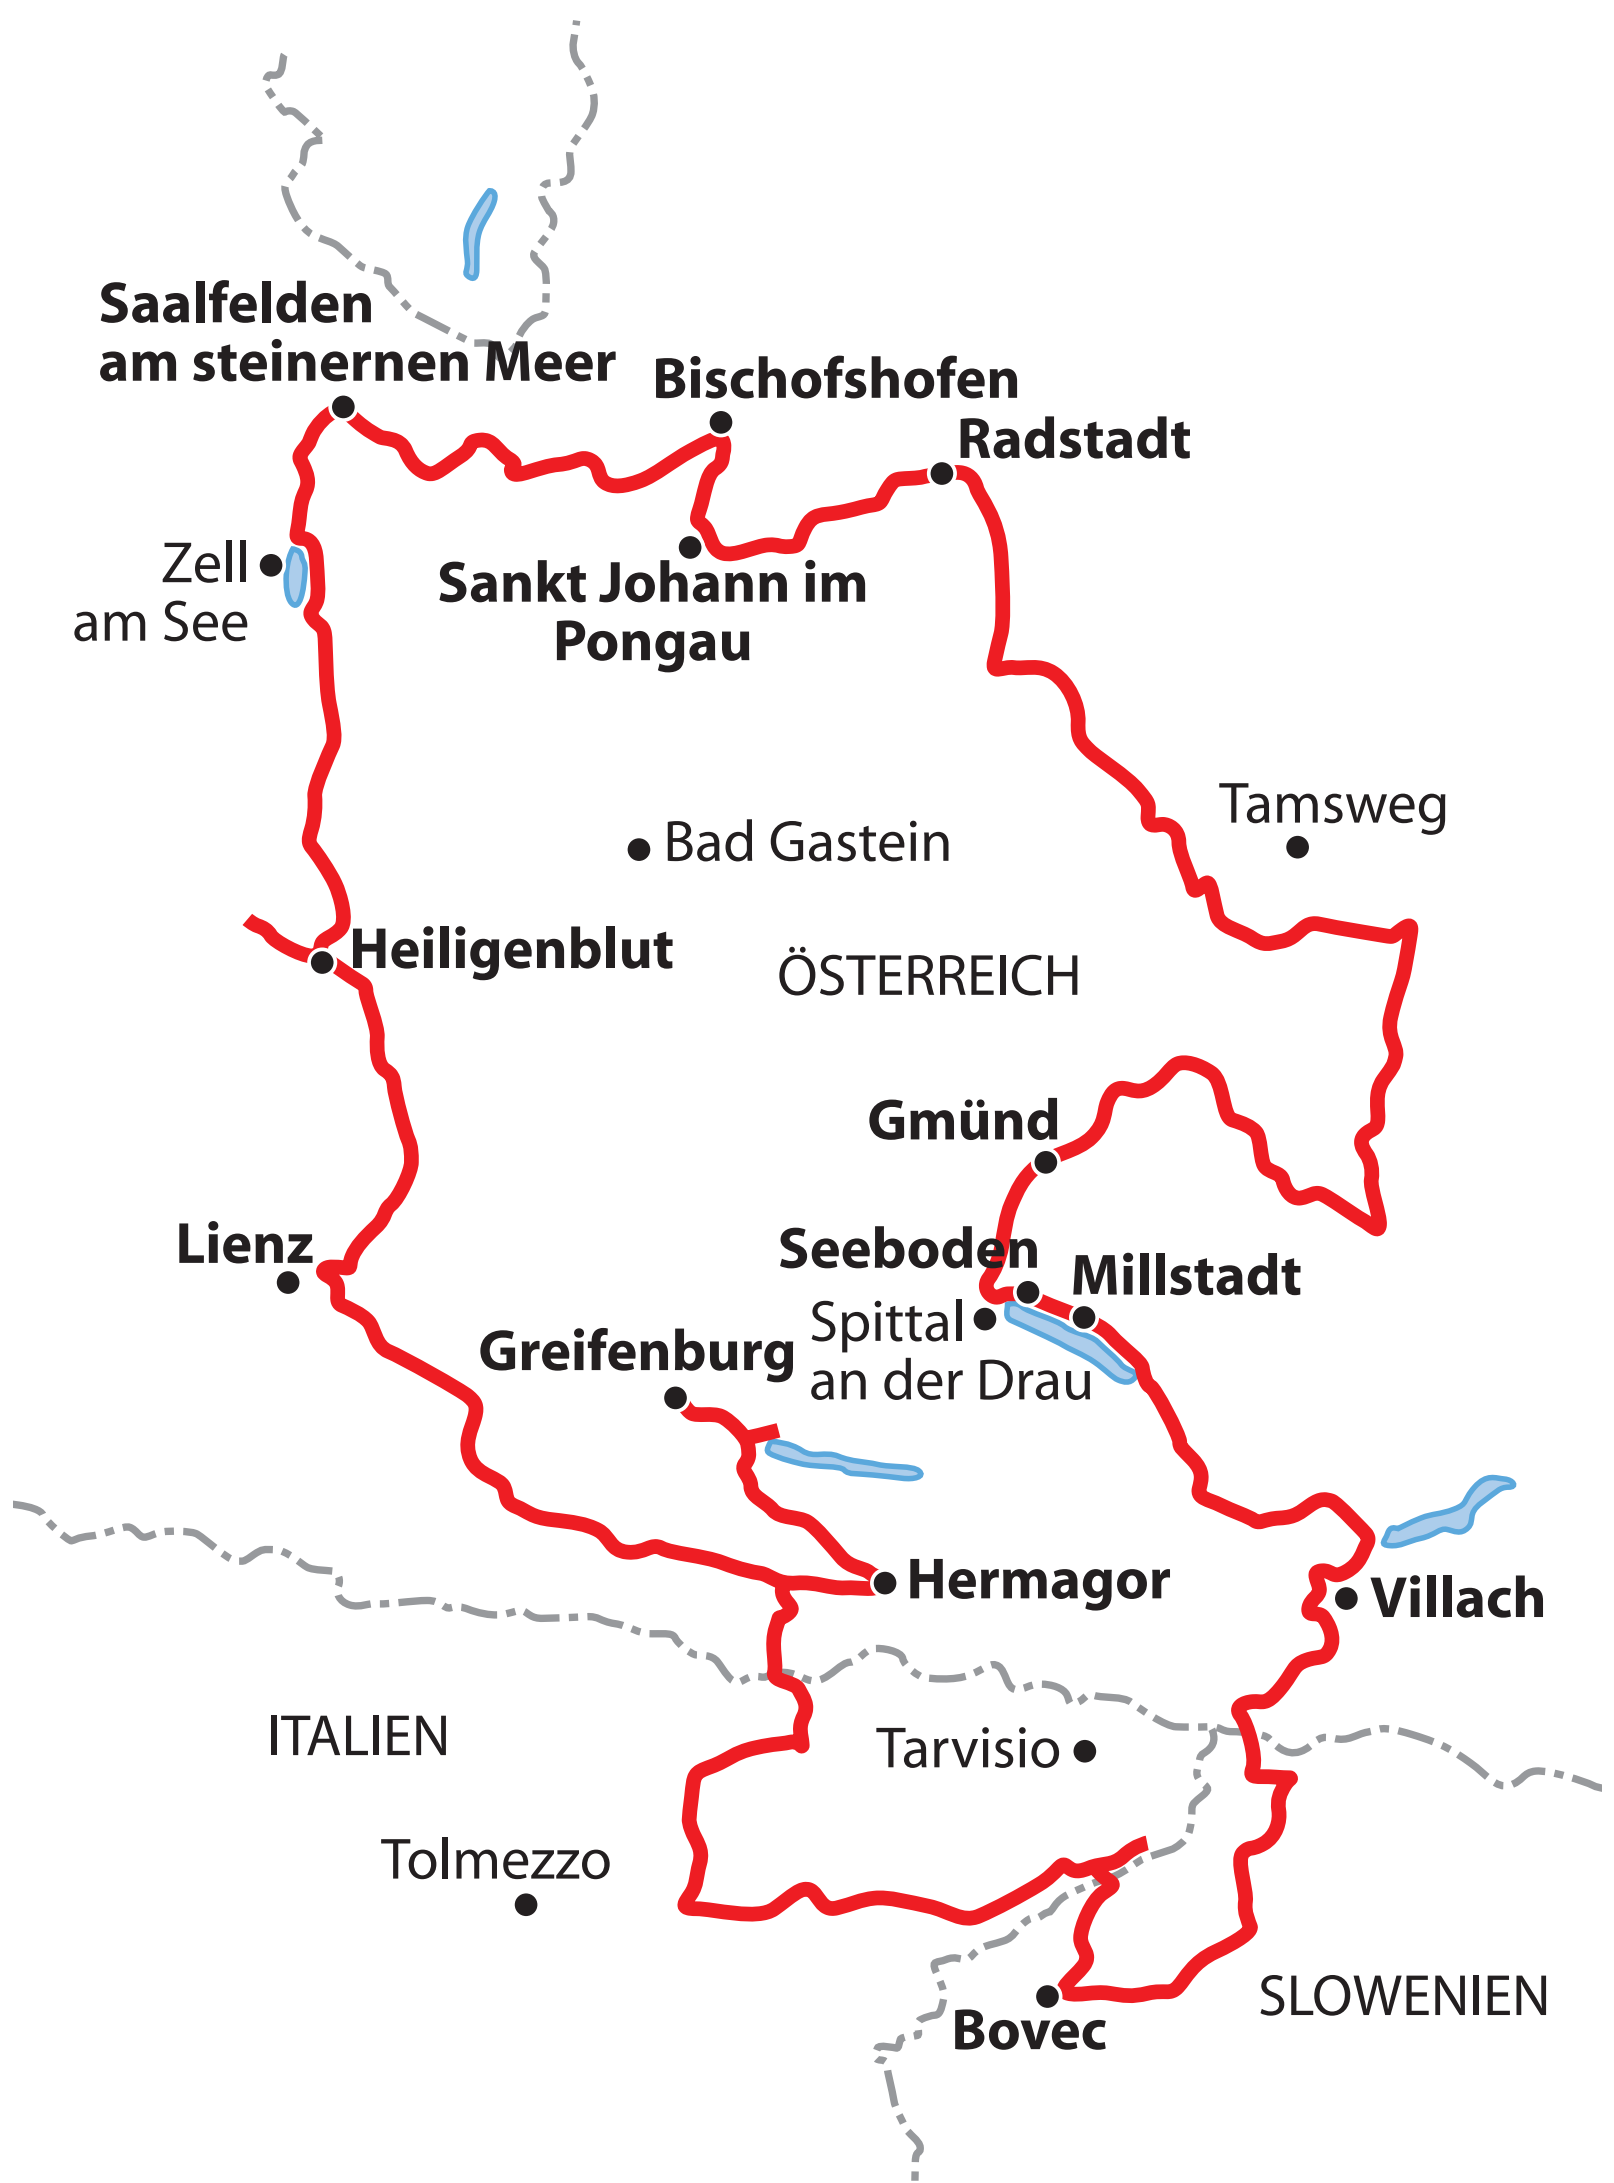 Saalfelden
am steinernen Meer
Bischofshofen
Radstadt
Zell
am See
Sankt Johann im
Pongau
Tamsweg
Bad Gastein
Heiligenblut
ÖSTERREICH
Gmünd
Lienz
Seeboden
Millstadt
Spittal
an der Drau
Greifenburg
Hermagor
Villach
ITALIEN
Tarvisio
Tolmezzo
SLOWENIEN
Bovec